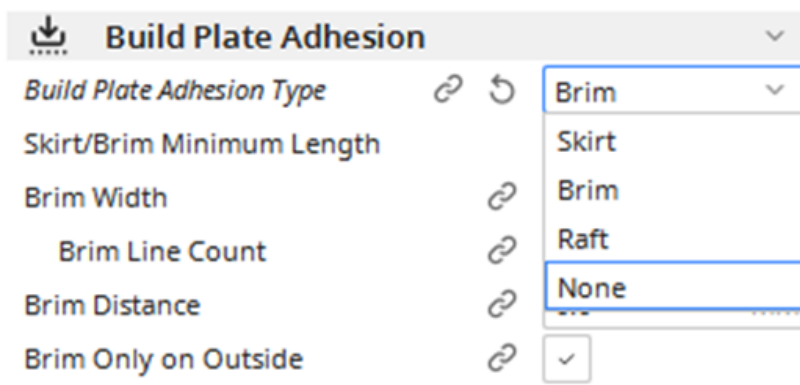 Build Plate Adhesion
Build Plate Adhesion Type
Brim
Skirt/Brim Minimum Length
Skirt
Brim Width
Brim
Brim Line Count
Raft
Brim Distance
None
Brim Only on Outside